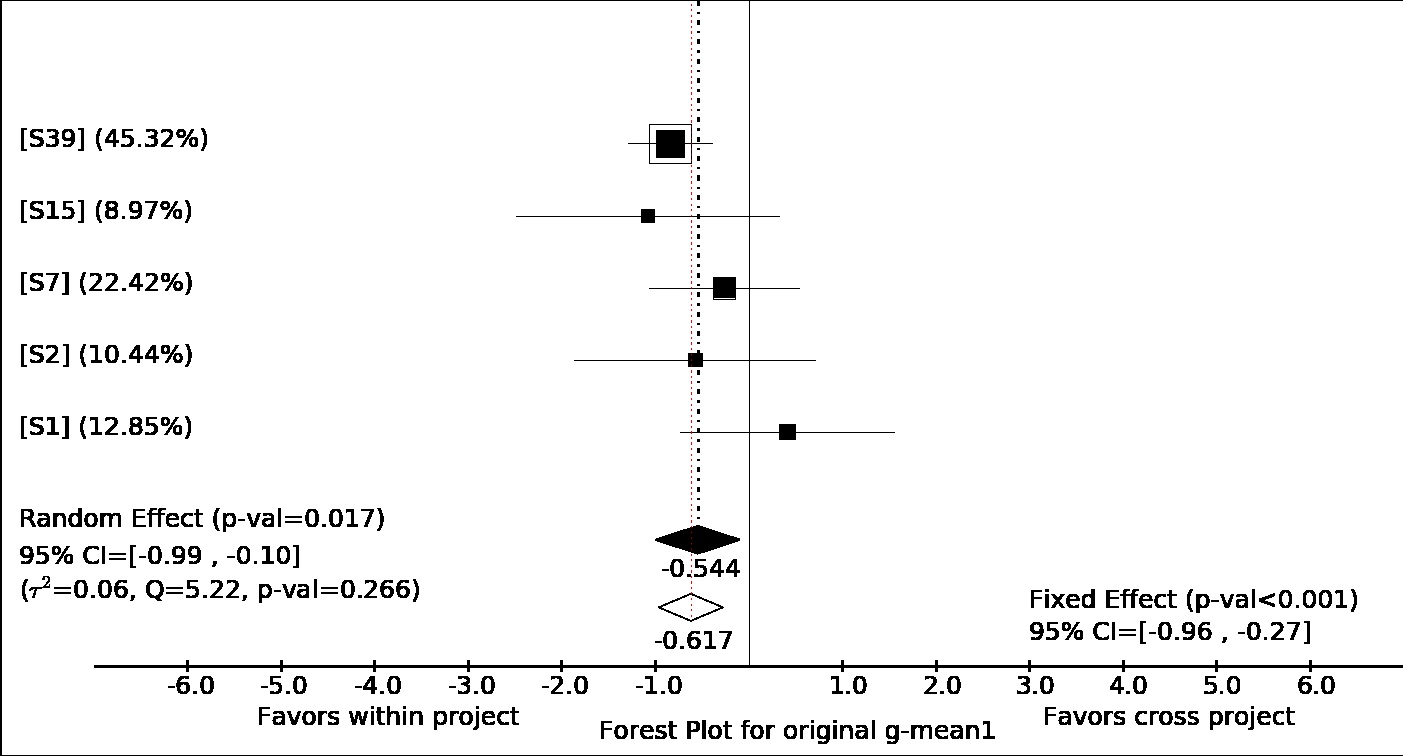 [S39] (45.32%)
[S15] (8.97%)
[S7] (22.42%)
[S2] (10.44%)
[S1] (12.85%)
Random Effect (p-val=0.017)
95% CI=[-0.99 , -0.10]
(τ²=0.06, Q=5.22, p-val=0.266)
-0.544
-0.617
Fixed Effect (p-val<0.001)
95% CI=[-0.96 , -0.27]
-6.0 -5.0 -4.0 -3.0 -2.0 -1.0 1.0 2.0 3.0 4.0 5.0 6.0
Favors within project Favors cross project
Forest Plot for original g-mean1